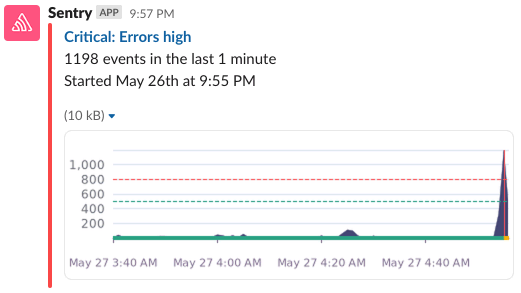 Sentry APP 9:57 PM
Critical: Errors high
1198 events in the last 1 minute
Started May 26th at 9:55 PM
(10 kB)
1,000
800
600
400
200
May 27 3:40 AM May 27 4:00 AM May 27 4:20 AM May 27 4:40 AM